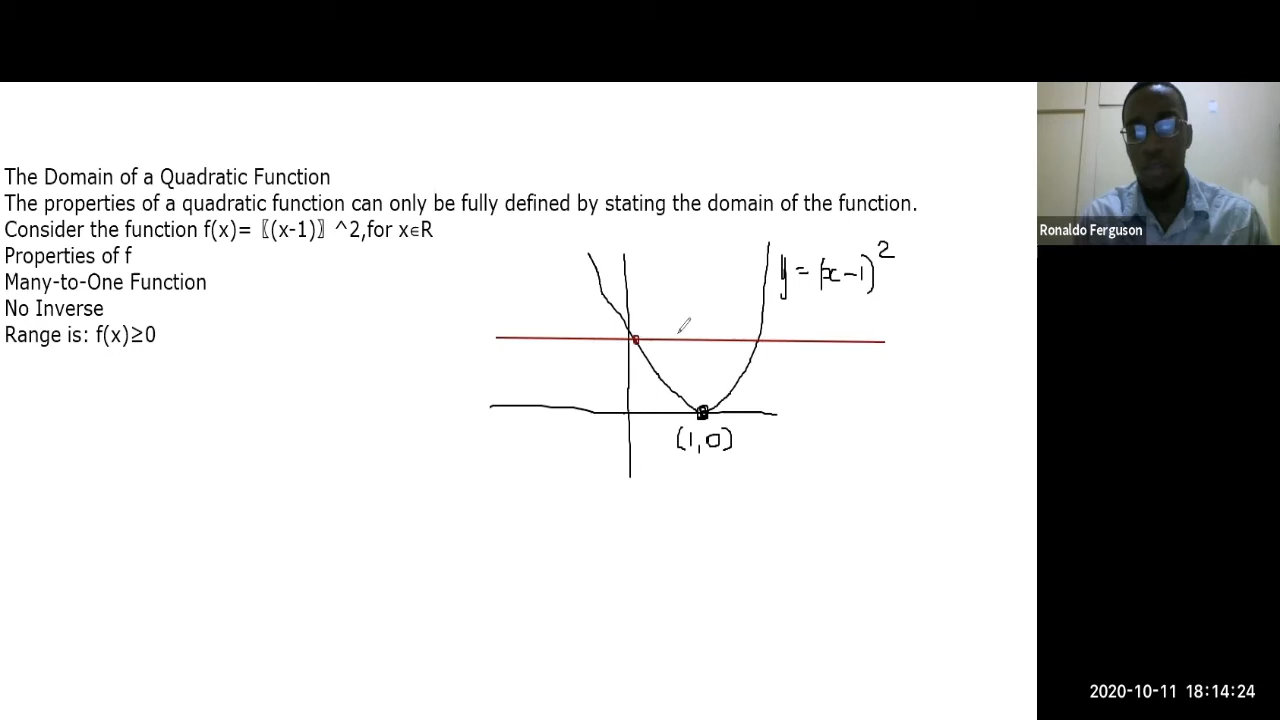 The Domain of a Quadratic Function
The properties of a quadratic function can only be fully defined by stating the domain of the function.
Consider the function f(x)= 〖(x-1)〗^2,for x∈R
Properties of f
Many-to-One Function
No Inverse
Range is: f(x)≥0
y = (x-1)^2
(1,0)
Ronaldo Ferguson
2020-10-11 18:14:24